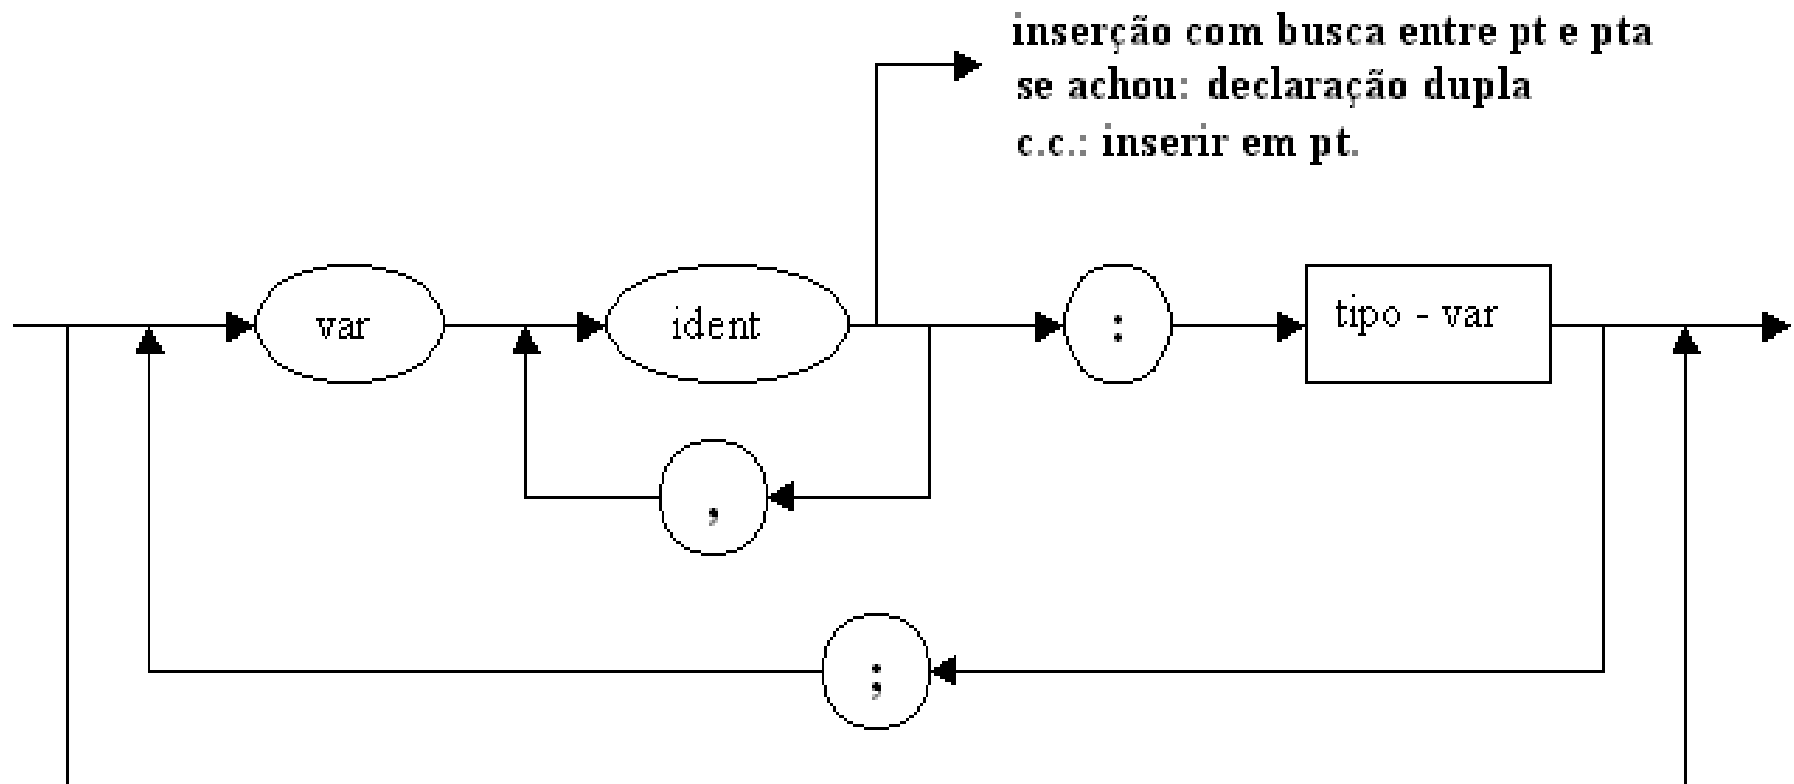 inserção com busca entre pt e pta
se achou: declaração dupla
c.c.: inserir em pt.
var
ident
:
tipo - var
,
;